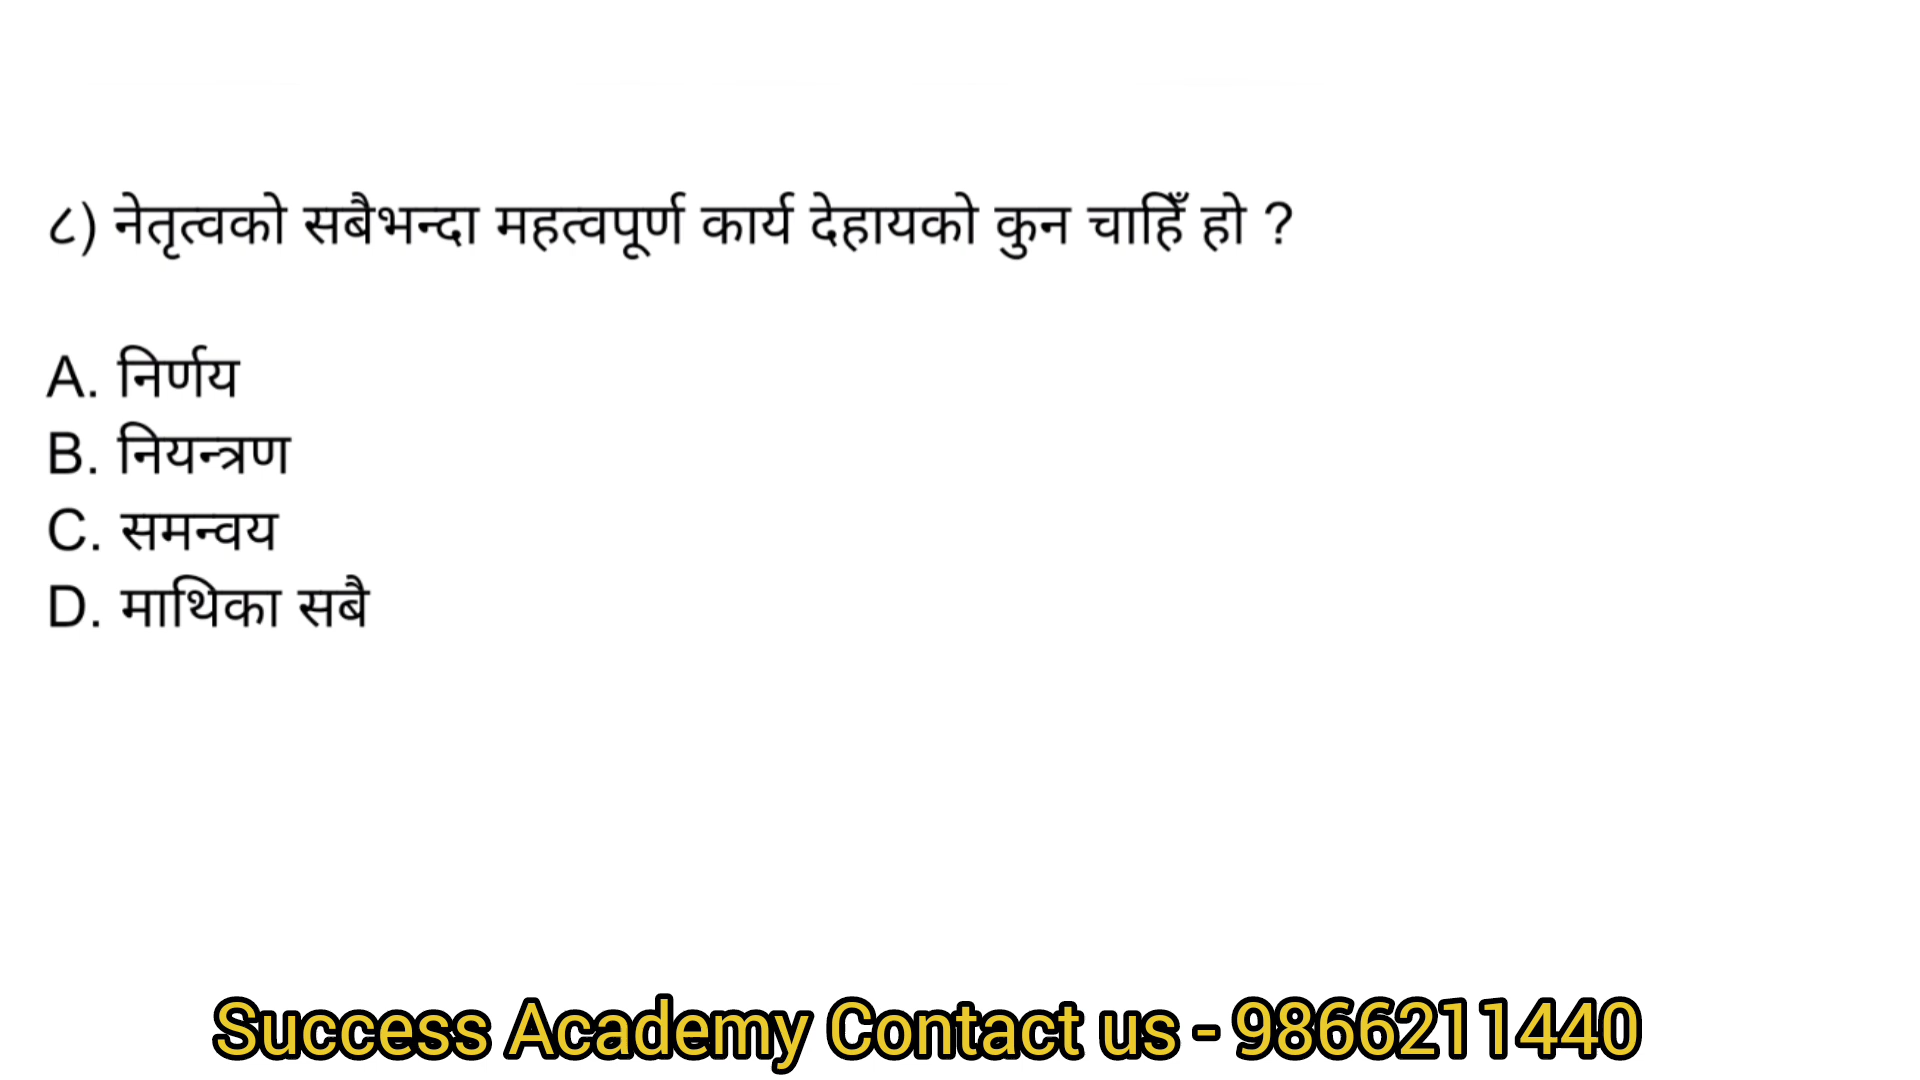 ८) नेतृत्वको सबैभन्दा महत्वपूर्ण कार्य देहायको कुन चाहिँ हो ?
A. निर्णय
B. नियन्त्रण
C. समन्वय
D. माथिका सबै
Success Academy Contact us - 9866211440